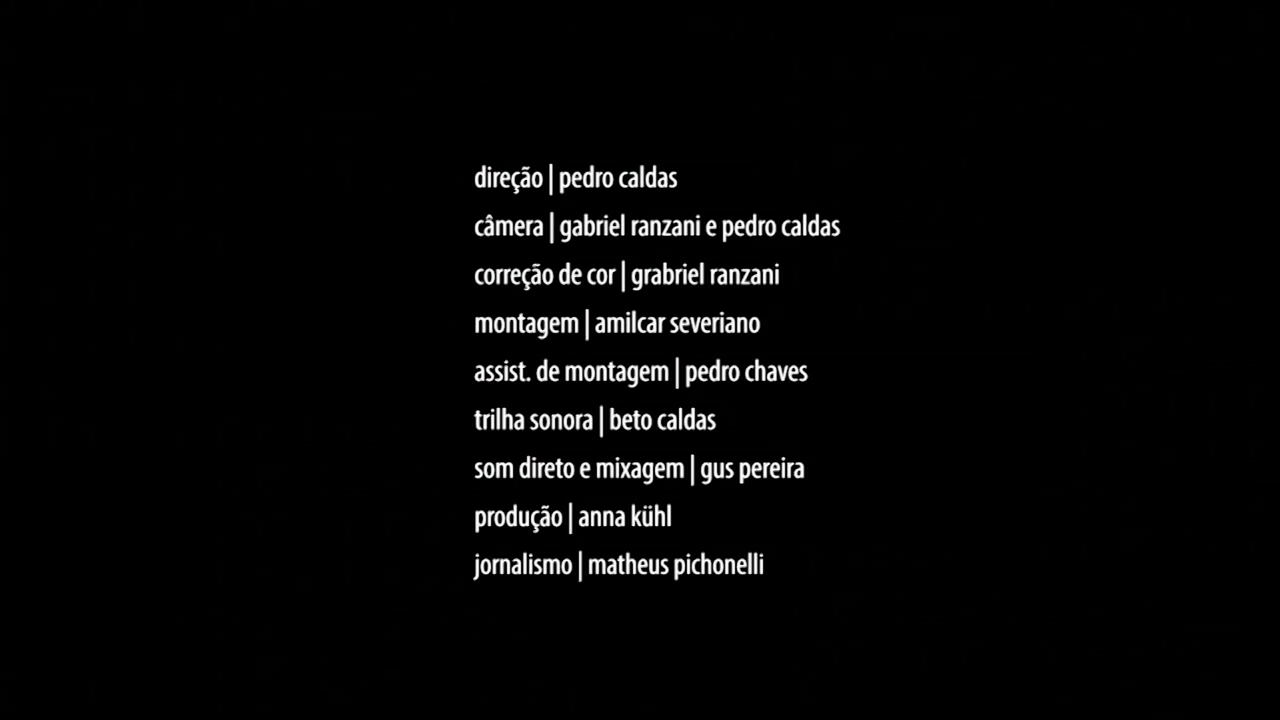 direção | pedro caldas
câmera | gabriel ranzani e pedro caldas
correção de cor | grabriel ranzani
montagem | amilcar severiano
assist. de montagem | pedro chaves
trilha sonora | beto caldas
som direto e mixagem | gus pereira
produção | anna kühl
jornalismo | matheus pichonelli